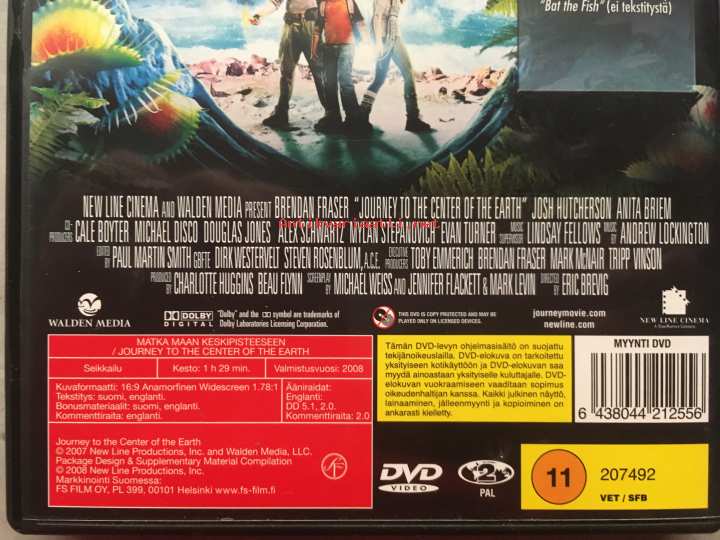 "Bat the Fish" (ei tekstitystä)
NEW LINE CINEMA AND WALDEN MEDIA PRESENT BRENDAN FRASER "JOURNEY TO THE CENTER OF THE EARTH" JOSH HUTCHERSON ANITA BRIEM
CO-PRODUCERS CALE BOYTER MICHAEL DISCO DOUGLAS JONES ALEX SCHWARTZ MYLAN STEPANOVICH EVAN TURNER MUSIC SUPERVISOR LINDSAY FELLOWS MUSIC BY ANDREW LOCKINGTON
EDITED BY PAUL MARTIN SMITH GBFTE DIRK WESTERVELT STEVEN ROSENBLUM, A.C.E. EXECUTIVE PRODUCERS TOBY EMMERICH BRENDAN FRASER MARK McNAIR TRIPP VINSON
PRODUCED BY CHARLOTTE HUGGINS BEAU FLYNN SCREENPLAY BY MICHAEL WEISS AND JENNIFER FLACKETT & MARK LEVIN DIRECTED BY ERIC BREVIG
WALDEN MEDIA
DOLBY
DIGITAL
"Dolby" and the symbol are trademarks of
Dolby Laboratories Licensing Corporation.
THIS DVD IS COPY PROTECTED AND MAY BE
PLAYED ONLY ON LICENSED DEVICES.
journeymovie.com
newline.com
NEW LINE CINEMA
MATKA MAAN KESKIPISTEESEEN
/ JOURNEY TO THE CENTER OF THE EARTH
Seikkailu Kesto: 1 h 29 min. Valmistusvuosi: 2008
Kuvaformaatti: 16:9 Anamorfinen Widescreen 1.78:1
Tekstitys: suomi, englanti.
Bonusmateriaalit: suomi, englanti.
Kommenttiraita: englanti.
Ääniraidat:
Englanti:
DD 5.1, 2.0.
Kommenttiraita: 2.0
Journey to the Center of the Earth
© 2007 New Line Productions, Inc. and Walden Media, LLC.
Package Design & Supplementary Material Compilation
© 2008 New Line Productions, Inc.
Markkinointi Suomessa:
FS FILM OY, PL 399, 00101 Helsinki www.fs-film.fi
Tämän DVD-levyn ohjelmasisältö on suojattu
tekijänoikeuslailla. DVD-elokuva on tarkoitettu
yksityiseen kotikäyttöön ja DVD-elokuvan saa
myydä ainoastaan yksityiselle kuluttajalle. DVD-
elokuvan vuokraamiseen vaaditaan sopimus
oikeudenhaltijan kanssa. Kaikki julkinen näyttö,
lainaaminen, jälleenmyynti ja kopioiminen on
ankarasti kielletty.
MYYNTI DVD
6 438044 212556
DVD
VIDEO
2
PAL
11
207492
VET / SFB